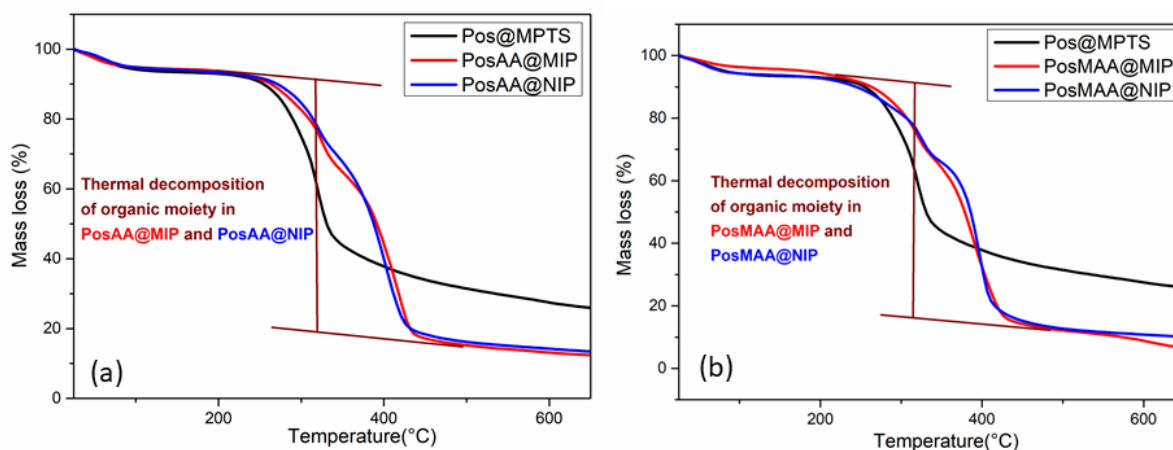 Pos@MPTS
PosAA@MIP
PosAA@NIP
100
80
60
40
20
0
Mass loss (%)
Thermal decomposition
of organic moiety in
PosAA@MIP and PosAA@NIP
(a)
200
400
600
Temperature(°C)
Pos@MPTS
PosMAA@MIP
PosMAA@NIP
100
80
60
40
20
0
Mass loss (%)
Thermal decomposition
of organic moiety in
PosMAA@MIP and
PosMAA@NIP
(b)
200
400
600
Temperature(°C)